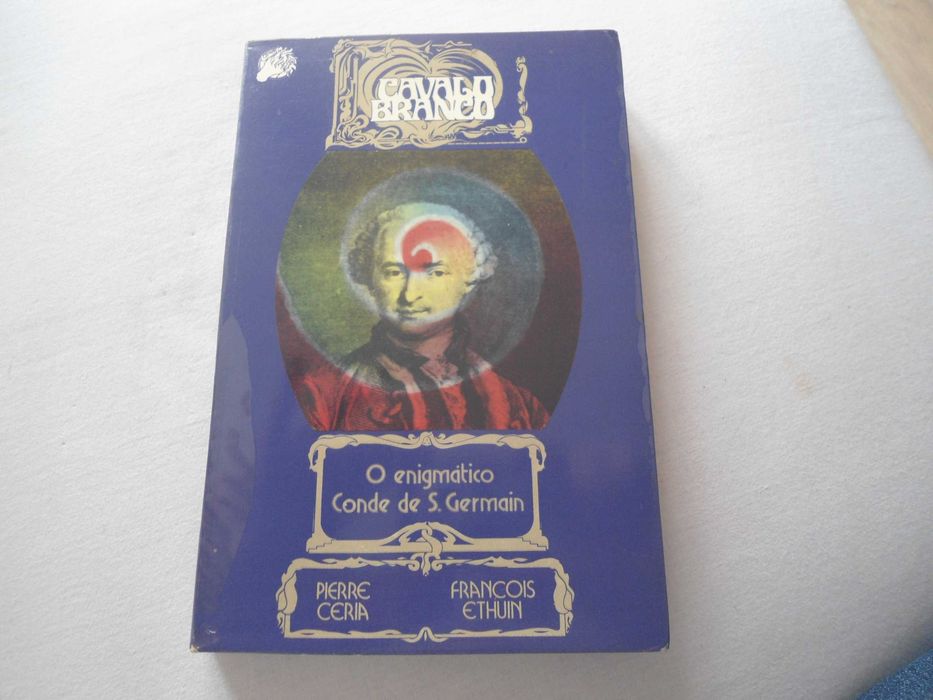 CAVALO
BRANCO
O enigmático
Conde de S. Germain
PIERRE
CERIA
FRANCOIS
ETHUIN